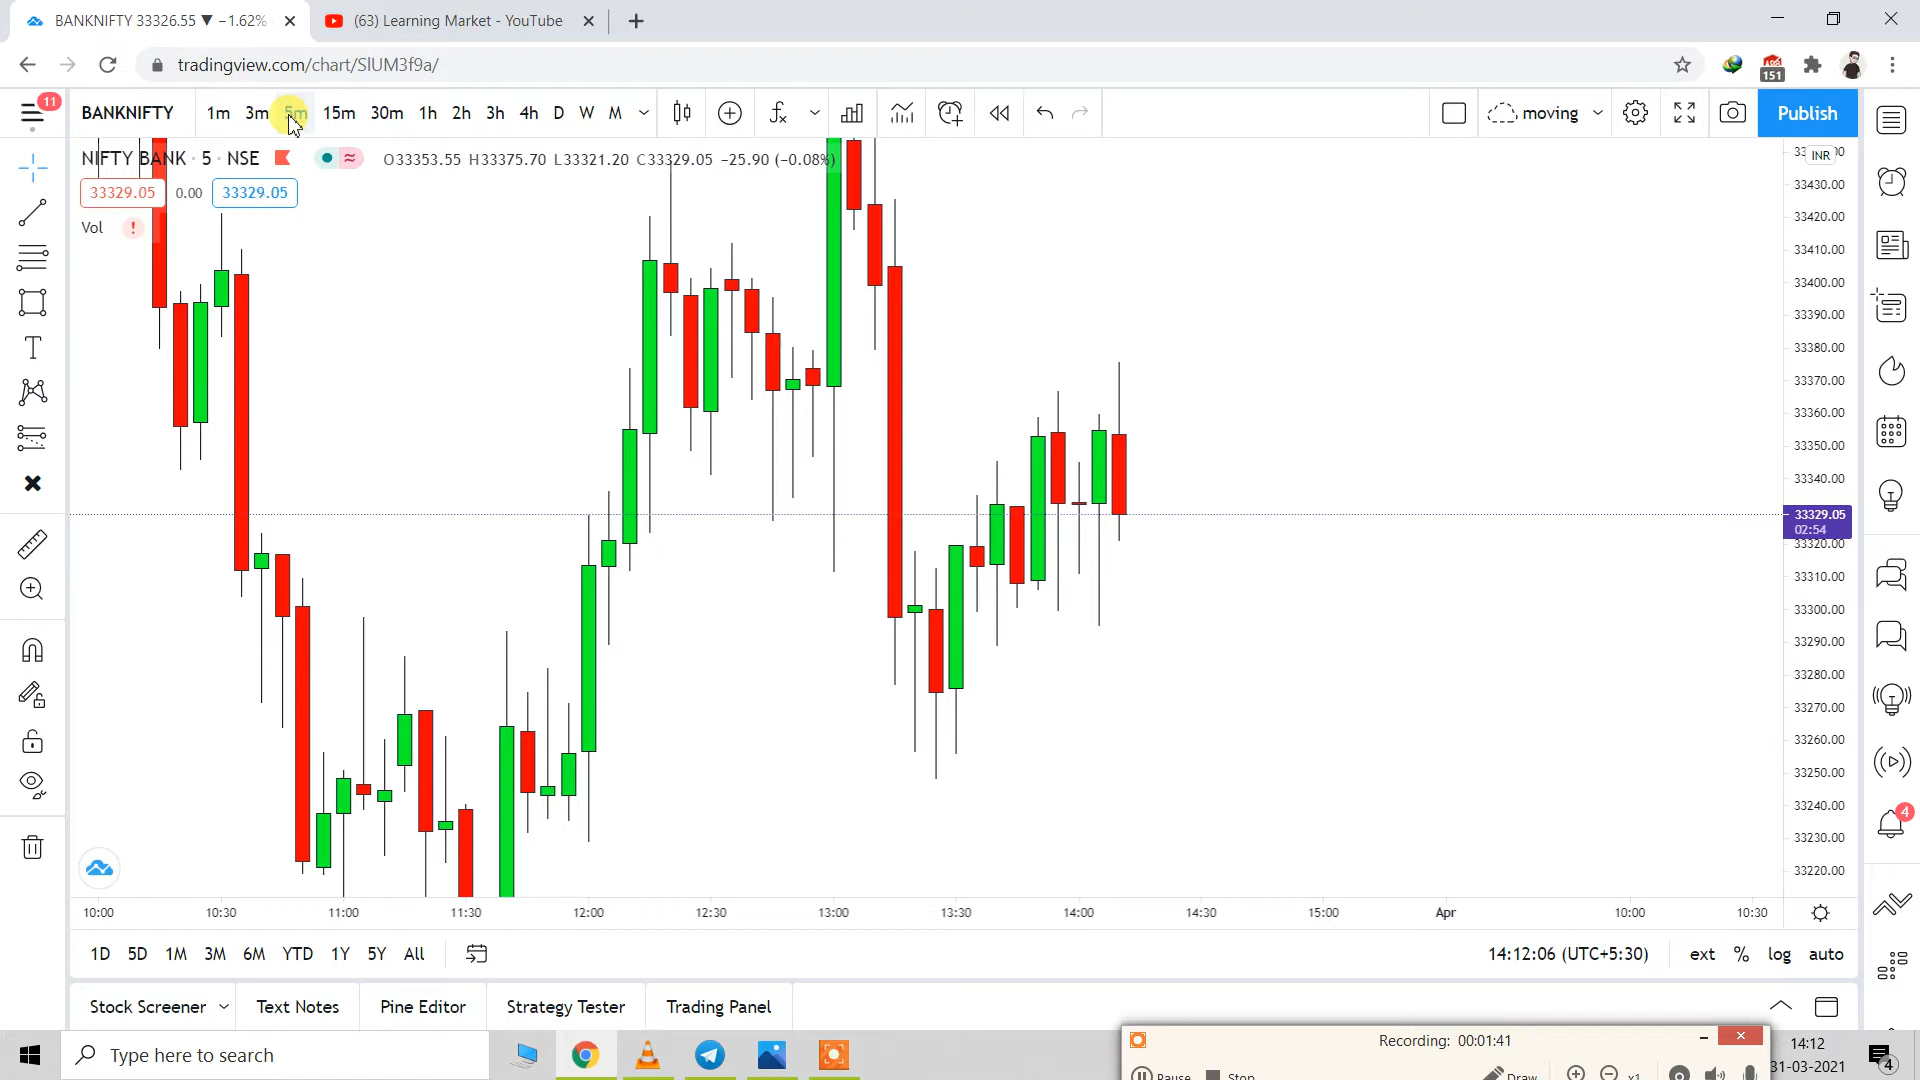 BANKNIFTY 33326.55 ▼ −1.62%
(63) Learning Market - YouTube
tradingview.com/chart/SlUM3f9a/
151
11
BANKNIFTY
1m 3m 5m 15m 30m 1h 2h 3h 4h D W M
moving
Publish
NIFTY BANK · 5 · NSE
O33353.55 H33375.70 L33321.20 C33329.05 −25.90 (−0.08%)
INR
33329.05 0.00 33329.05
Vol !
33430.00
33420.00
33410.00
33400.00
33390.00
33380.00
33370.00
33360.00
33350.00
33340.00
33329.05
02:54
33320.00
33310.00
33300.00
33290.00
33280.00
33270.00
33260.00
33250.00
33240.00
33230.00
33220.00
4
10:00 10:30 11:00 11:30 12:00 12:30 13:00 13:30 14:00 14:30 15:00 Apr 10:00 10:30
1D 5D 1M 3M 6M YTD 1Y 5Y All
14:12:06 (UTC+5:30) ext % log auto
Stock Screener Text Notes Pine Editor Strategy Tester Trading Panel
Type here to search
Recording: 00:01:41
Pause Stop Draw x1
14:12
31-03-2021
4